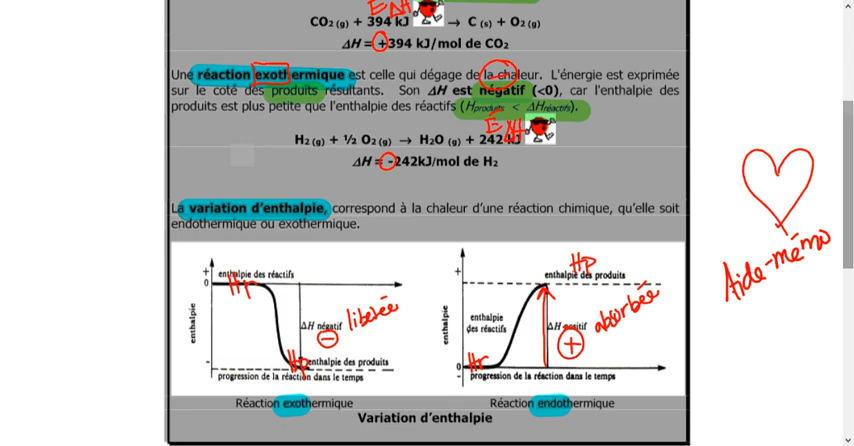 E ΔH
CO₂ (g) + 394 kJ → C (s) + O₂ (g)
ΔH = +394 kJ/mol de CO₂
Une réaction exothermique est celle qui dégage de la chaleur. L'énergie est exprimée
sur le coté des produits résultants. Son ΔH est négatif (<0), car l'enthalpie des
produits est plus petite que l'enthalpie des réactifs (Hproduits < ΔHréactifs).
E ΔH
H₂ (g) + ½ O₂ (g) → H₂O (g) + 242kJ
ΔH = -242kJ/mol de H₂
Aide-mémo
La variation d'enthalpie, correspond à la chaleur d'une réaction chimique, qu'elle soit
endothermique ou exothermique.
+
0
enthalpie des réactifs
Hr
enthalpie
ΔH négatif
−
libérée
Hp
enthalpie des produits
-
progression de la réaction dans le temps
Réaction exothermique
+
Hp
enthalpie des produits
enthalpie
enthalpie
des réactifs
ΔH positif
+
absorbée
0
Hr
-
progression de la réaction dans le temps
Réaction endothermique
Variation d'enthalpie